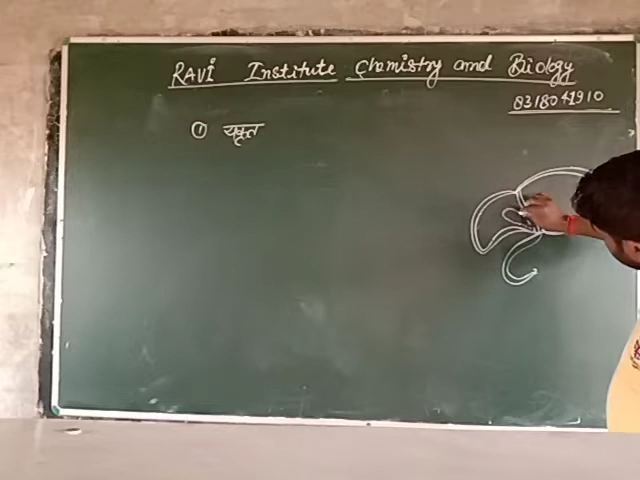 RAVI Institute Chemistry and Biology
8318041910
① यकृत